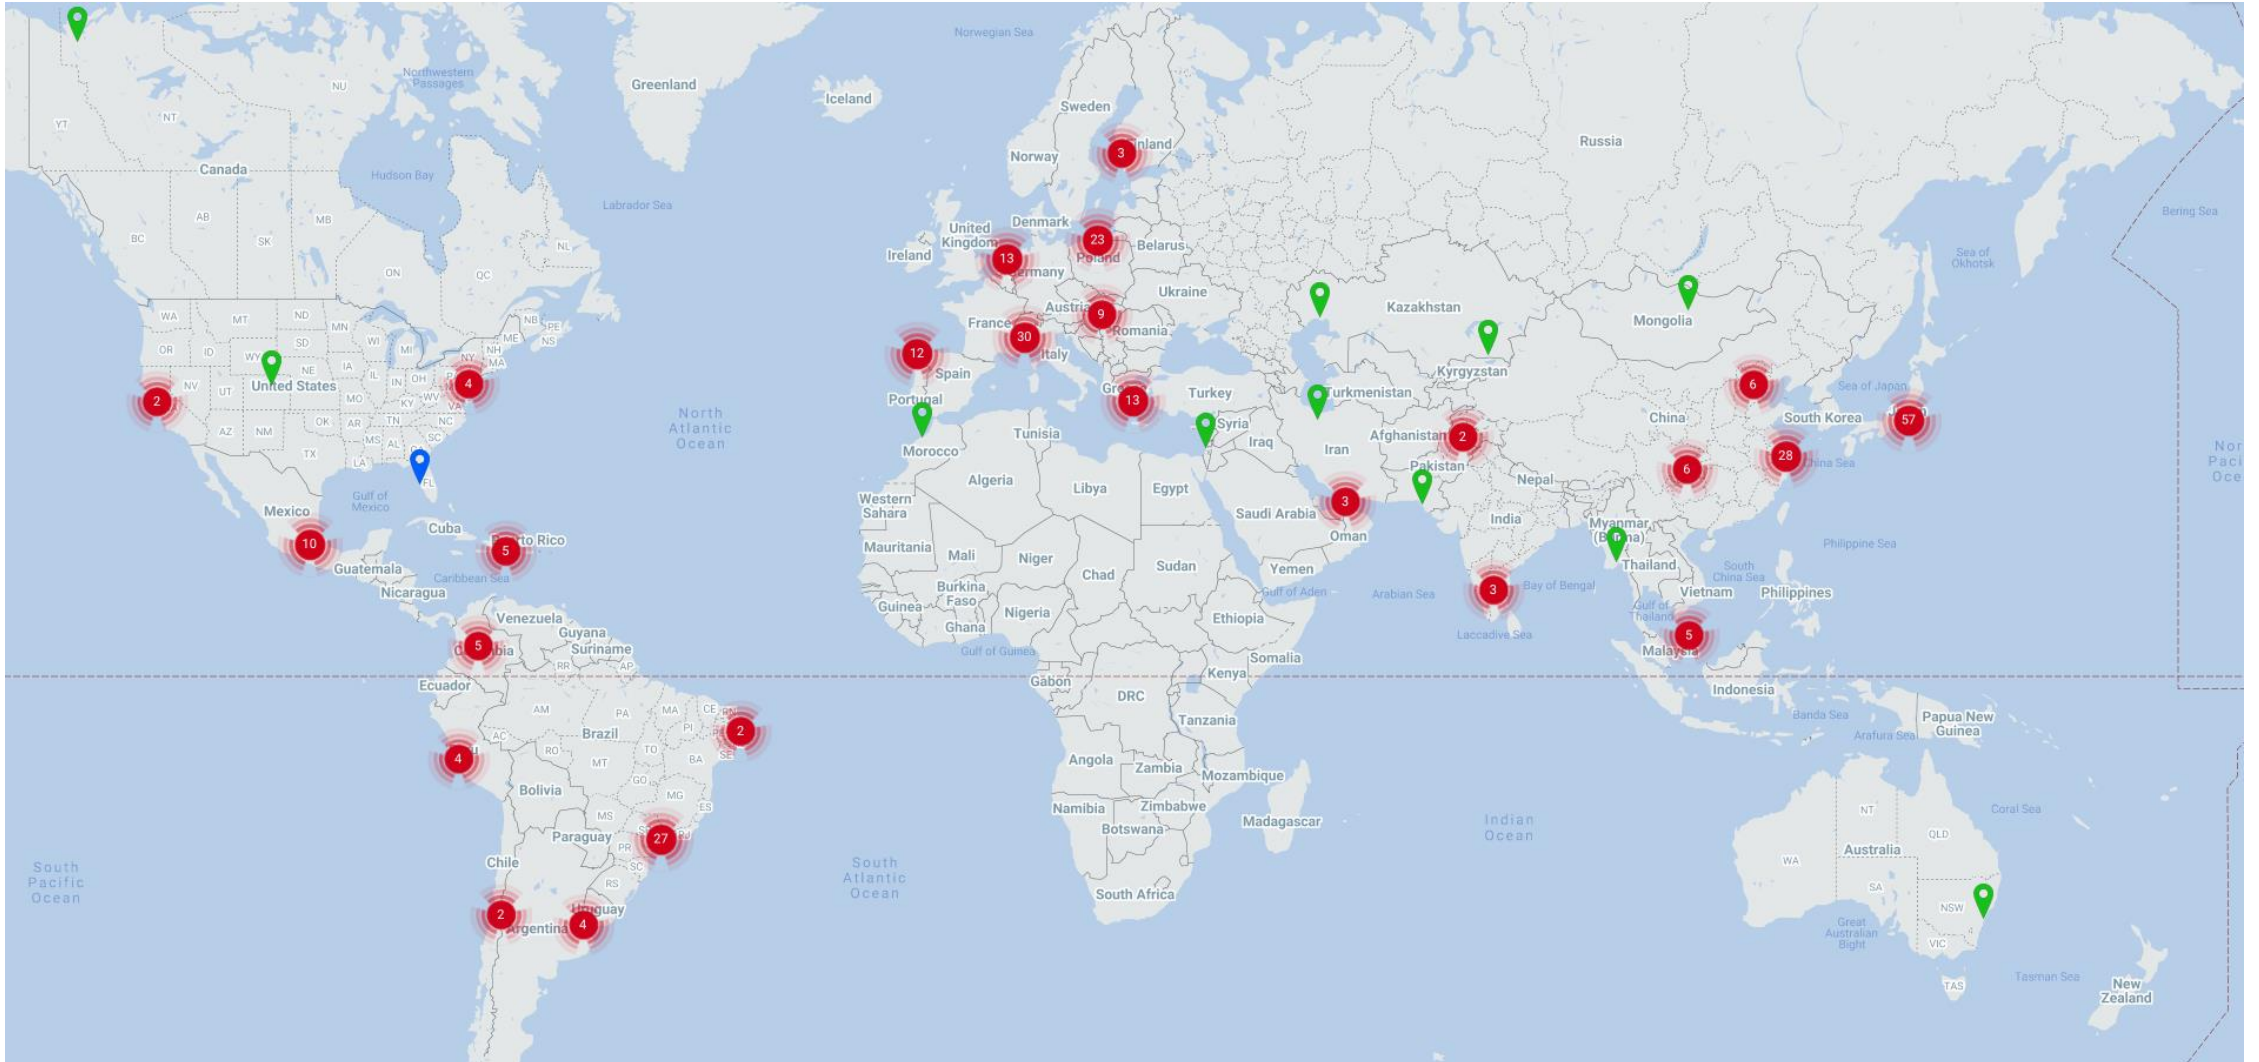 Norwegian Sea
Greenland
Northwestern
Passages
NU
Iceland
Sweden
YT
NT
Russia
3
Norway
Canada
Hudson Bay
Labrador Sea
AB
MB
SK
BC
Bering Sea
Denmark
United
Kingdom
23
Belarus
Poland
Ireland
13
NL
Sea of
Okhotsk
ON
QC
Germany
Ukraine
Kazakhstan
Mongolia
WA
MT
ND
MN
NB
PE
NS
ME
Austria
9
France
Romania
30
Italy
OR
ID
WY
SD
WI
MI
NY
NH
MA
12
Spain
IA
NE
IL
IN
OH
4
United States
NV
UT
Kyrgyzstan
6
Sea of Japan
2
MO
KY
WV
VA
Portugal
13
Turkey
Turkmenistan
China
South Korea
57
North
Atlantic
Ocean
AZ
NM
OK
AR
TN
NC
SC
MS
AL
TX
LA
Tunisia
Syria
Iraq
Iran
Afghanistan
2
Morocco
Pakistan
6
28
China Sea
FL
Gulf of
Mexico
Algeria
Libya
Egypt
Nepal
Western
Sahara
Mexico
Cuba
3
Saudi Arabia
India
Myanmar
(Burma)
Oman
10
5
Puerto Rico
Mauritania
Mali
Niger
Chad
Sudan
Yemen
Thailand
South
China Sea
Philippine Sea
Guatemala
Caribbean Sea
Nicaragua
Burkina
Faso
Gulf of Aden
Arabian Sea
3
Bay of Bengal
Vietnam
Philippines
Guinea
Nigeria
Ghana
Ethiopia
Gulf of
Thailand
Venezuela
Guyana
Suriname
5
Colombia
Gulf of Guinea
Somalia
Laccadive Sea
5
Malaysia
RR
AP
Ecuador
Gabon
Kenya
DRC
Indonesia
AM
PA
MA
CE
RN
PI
2
Brazil
Tanzania
Banda Sea
Papua New
Guinea
Arafura Sea
AC
RO
TO
SE
BA
4
MT
Angola
Zambia
Mozambique
GO
Bolivia
MG
ES
MS
Namibia
Zimbabwe
Madagascar
Indian
Ocean
NT
Coral Sea
QLD
Botswana
Paraguay
27
RJ
PR
SC
Australia
WA
Chile
South
Pacific
Ocean
South
Atlantic
Ocean
RS
South Africa
SA
NSW
Uruguay
2
4
Argentina
Great
Australian
Bight
VIC
Tasman Sea
TAS
New
Zealand